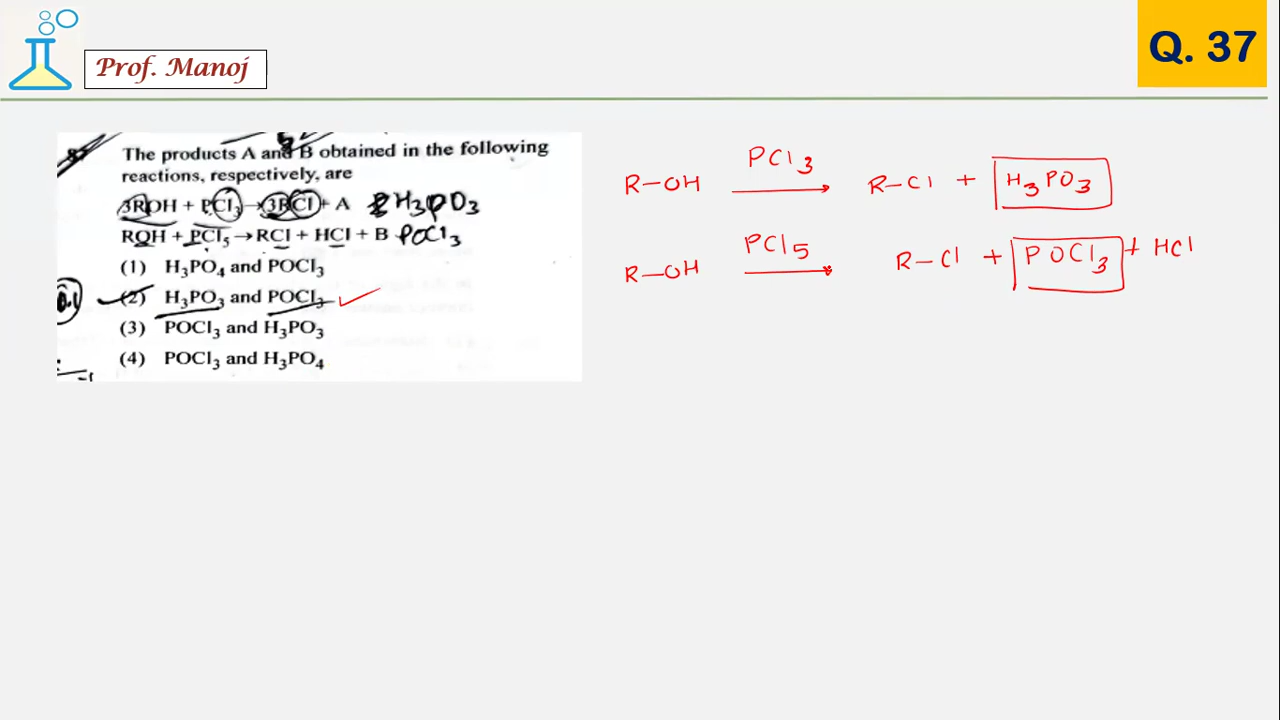 Prof. Manoj
Q. 37
The products A and B obtained in the following
reactions, respectively, are
3ROH + PCl₃ → 3RCl + A H₃PO₃
ROH + PCl₅ → RCl + HCl + B POCl₃
(1) H₃PO₄ and POCl₃
(2) H₃PO₃ and POCl₃
(3) POCl₃ and H₃PO₃
(4) POCl₃ and H₃PO₄
PCl₃
R-OH → R-Cl + H₃PO₃
PCl₅
R-OH → R-Cl + POCl₃ + HCl